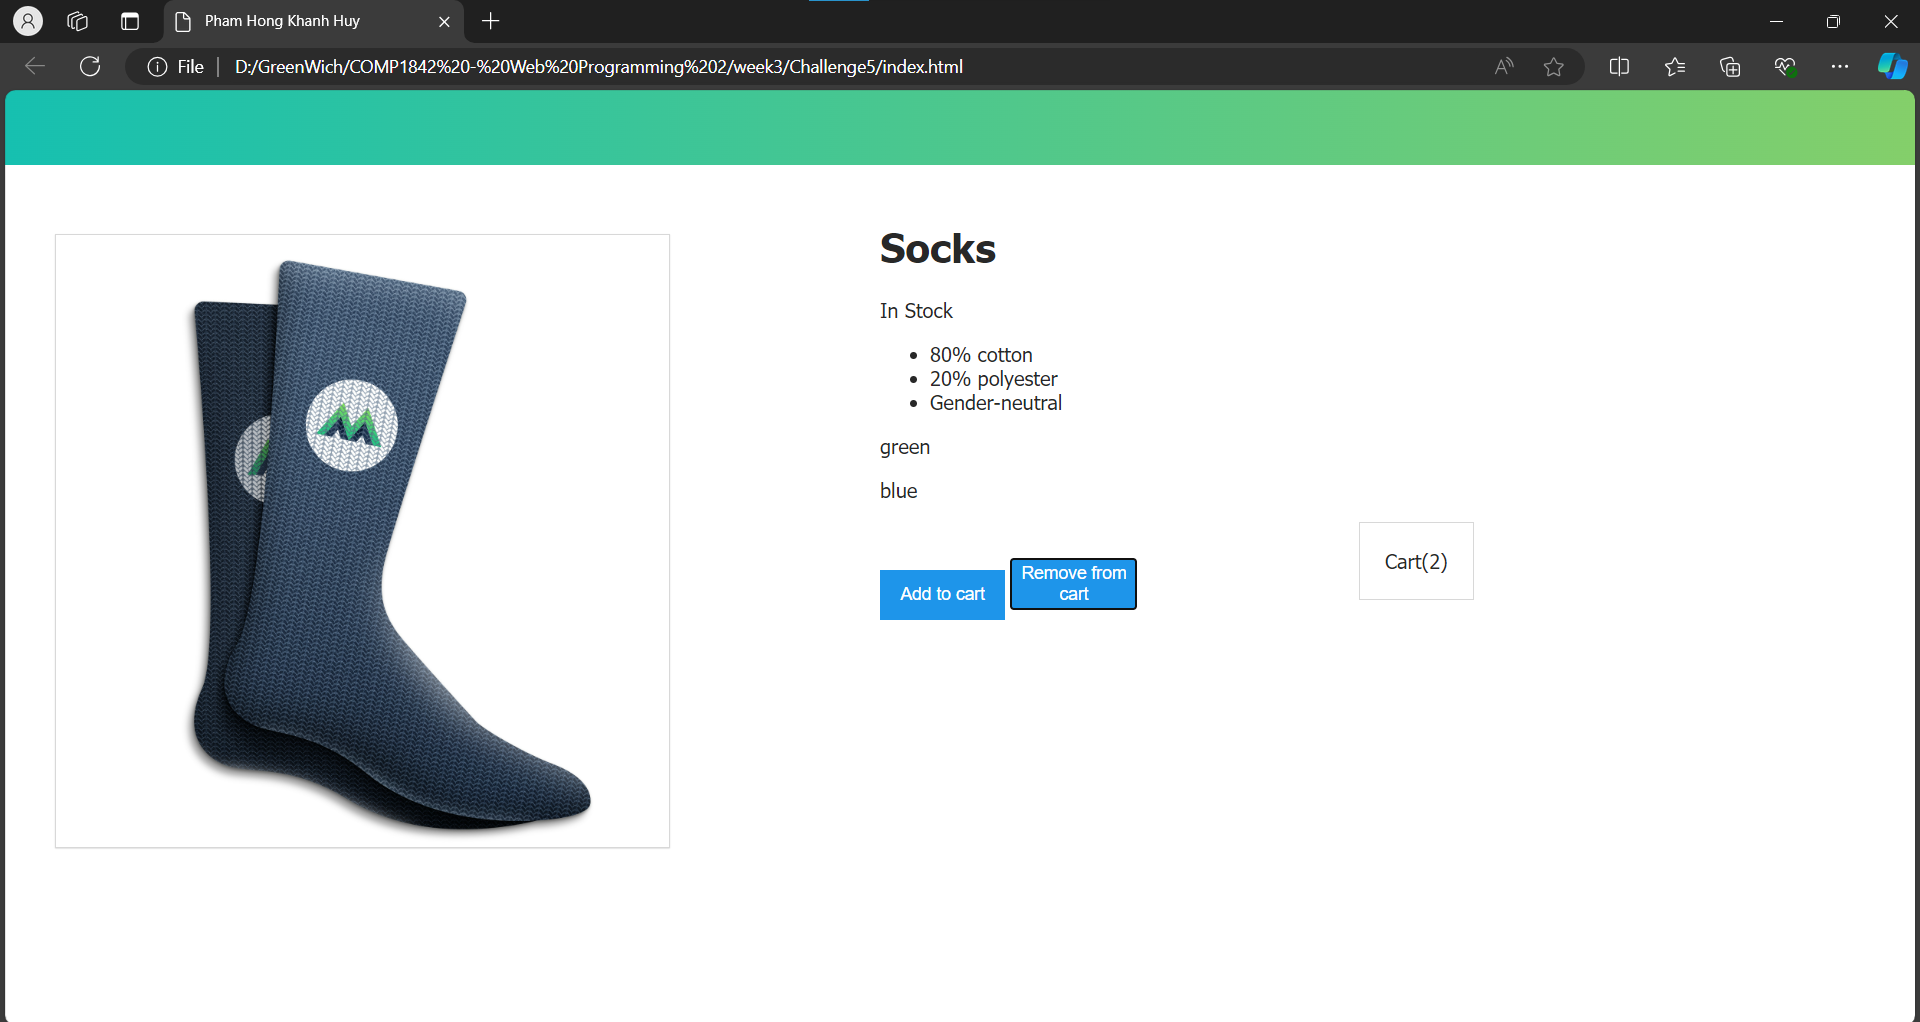 Pham Hong Khanh Huy
File
D:/GreenWich/COMP1842%20-%20Web%20Programming%202/week3/Challenge5/index.html
Socks
In Stock
80% cotton
20% polyester
Gender-neutral
green
blue
Add to cart
Remove from
cart
Cart(2)